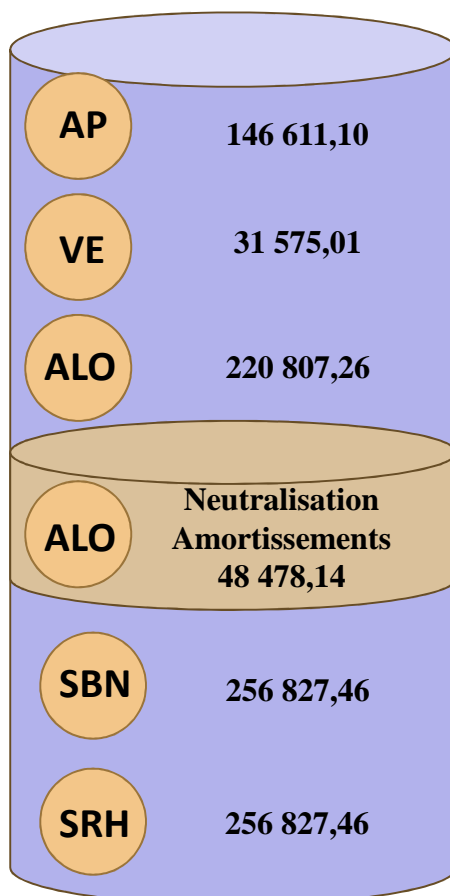 AP
146 611,10
VE
31 575,01
ALO
220 807,26
ALO
Neutralisation
Amortissements
48 478,14
SBN
256 827,46
SRH
256 827,46